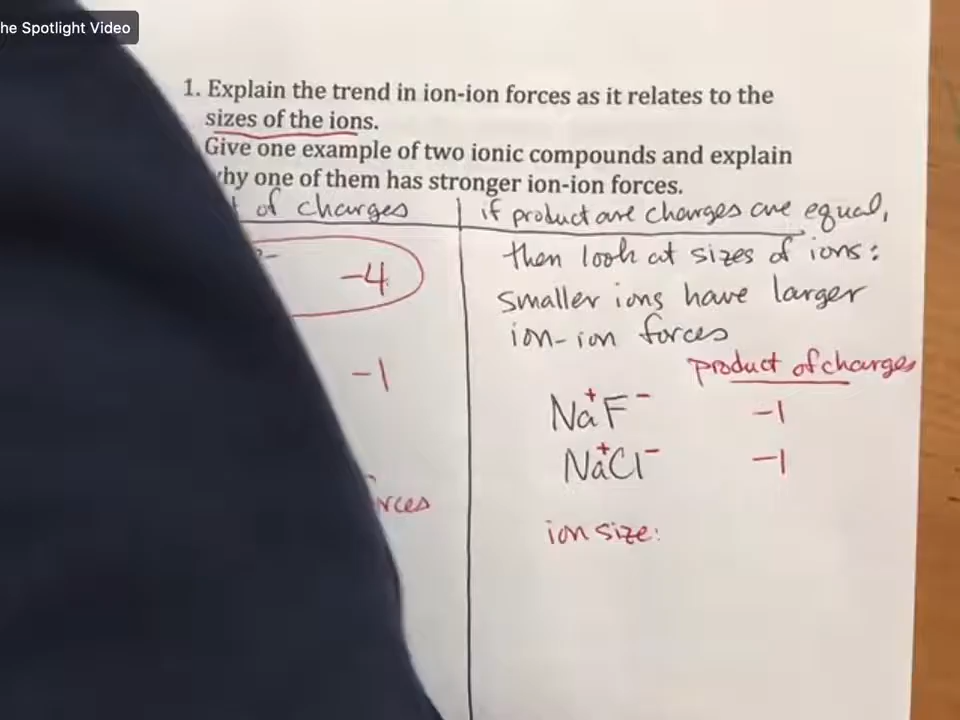 he Spotlight Video
1. Explain the trend in ion-ion forces as it relates to the
sizes of the ions.
Give one example of two ionic compounds and explain
hy one of them has stronger ion-ion forces.
of charges
-4
-1
rces
if product are charges are equal,
then look at sizes of ions:
smaller ions have larger
ion-ion forces
product of charges
Na⁺F⁻ -1
Na⁺Cl⁻ -1
ion size: